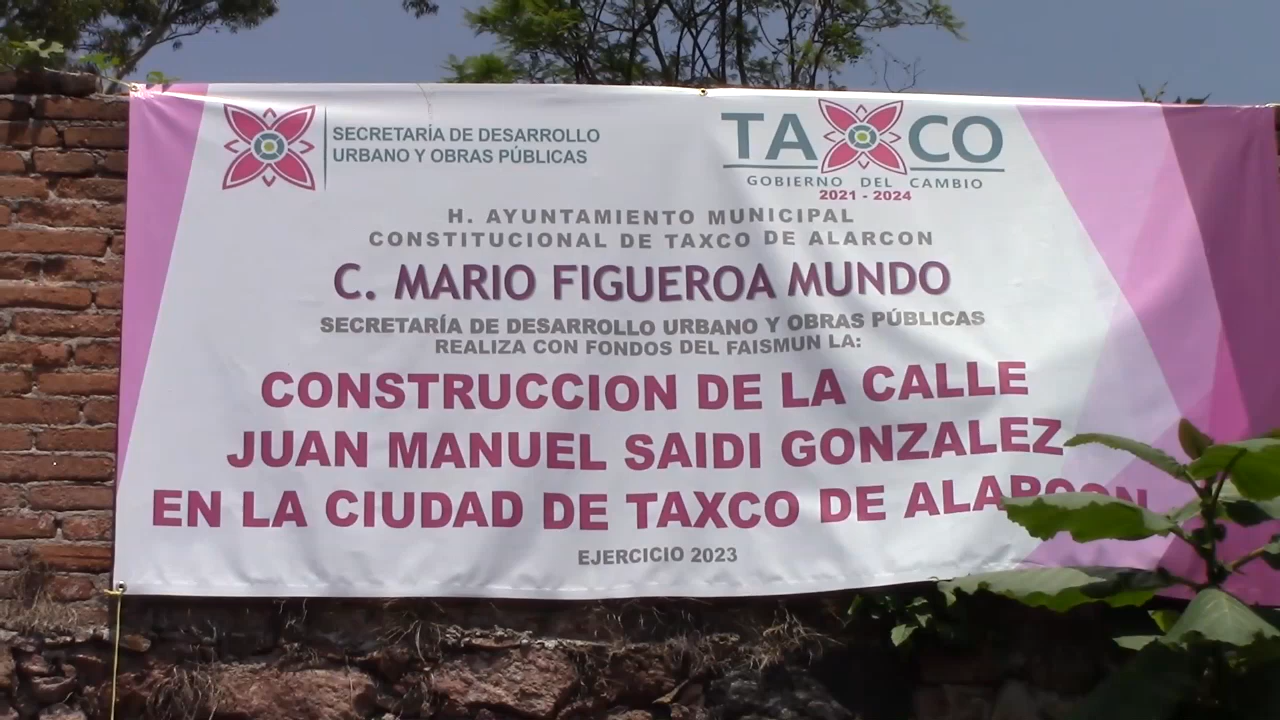 SECRETARÍA DE DESARROLLO
URBANO Y OBRAS PÚBLICAS
TAXCO
GOBIERNO DEL CAMBIO
2021 - 2024
H. AYUNTAMIENTO MUNICIPAL
CONSTITUCIONAL DE TAXCO DE ALARCON
C. MARIO FIGUEROA MUNDO
SECRETARÍA DE DESARROLLO URBANO Y OBRAS PÚBLICAS
REALIZA CON FONDOS DEL FAISMUN LA:
CONSTRUCCION DE LA CALLE
JUAN MANUEL SAIDI GONZALEZ
EN LA CIUDAD DE TAXCO DE ALARCON
EJERCICIO 2023